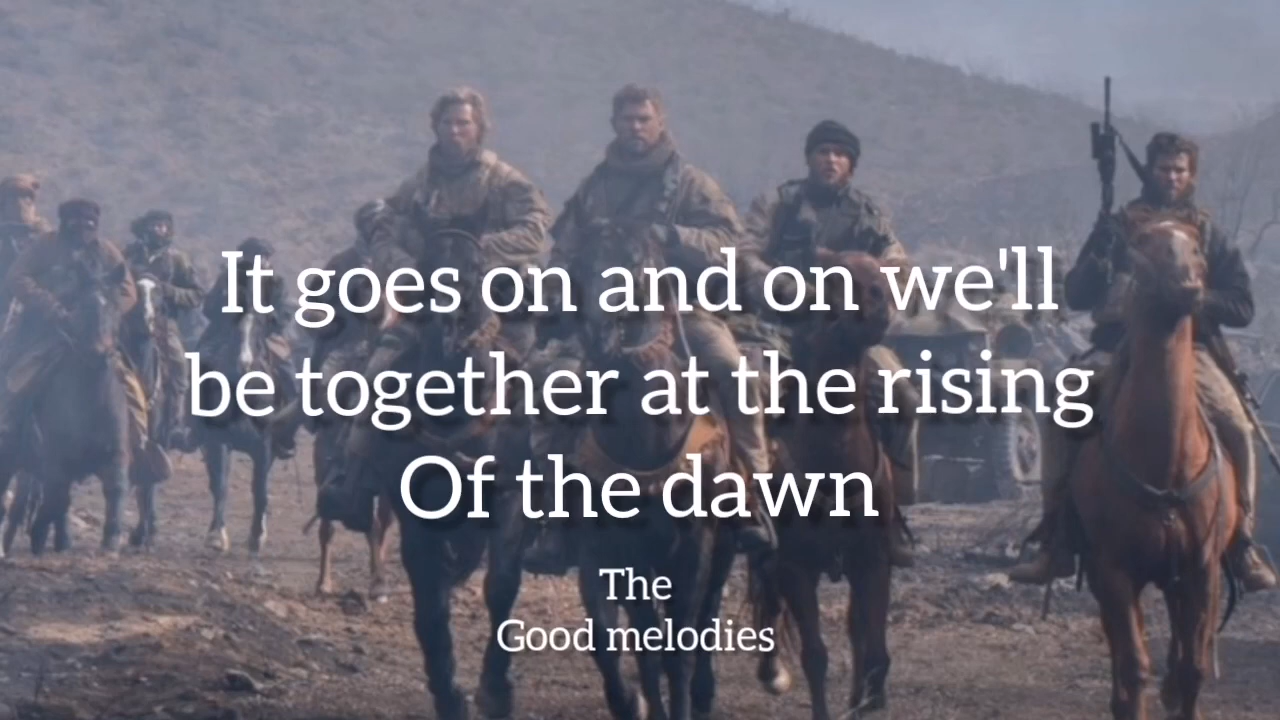 It goes on and on we'll
be together at the rising
Of the dawn
The
Good melodies